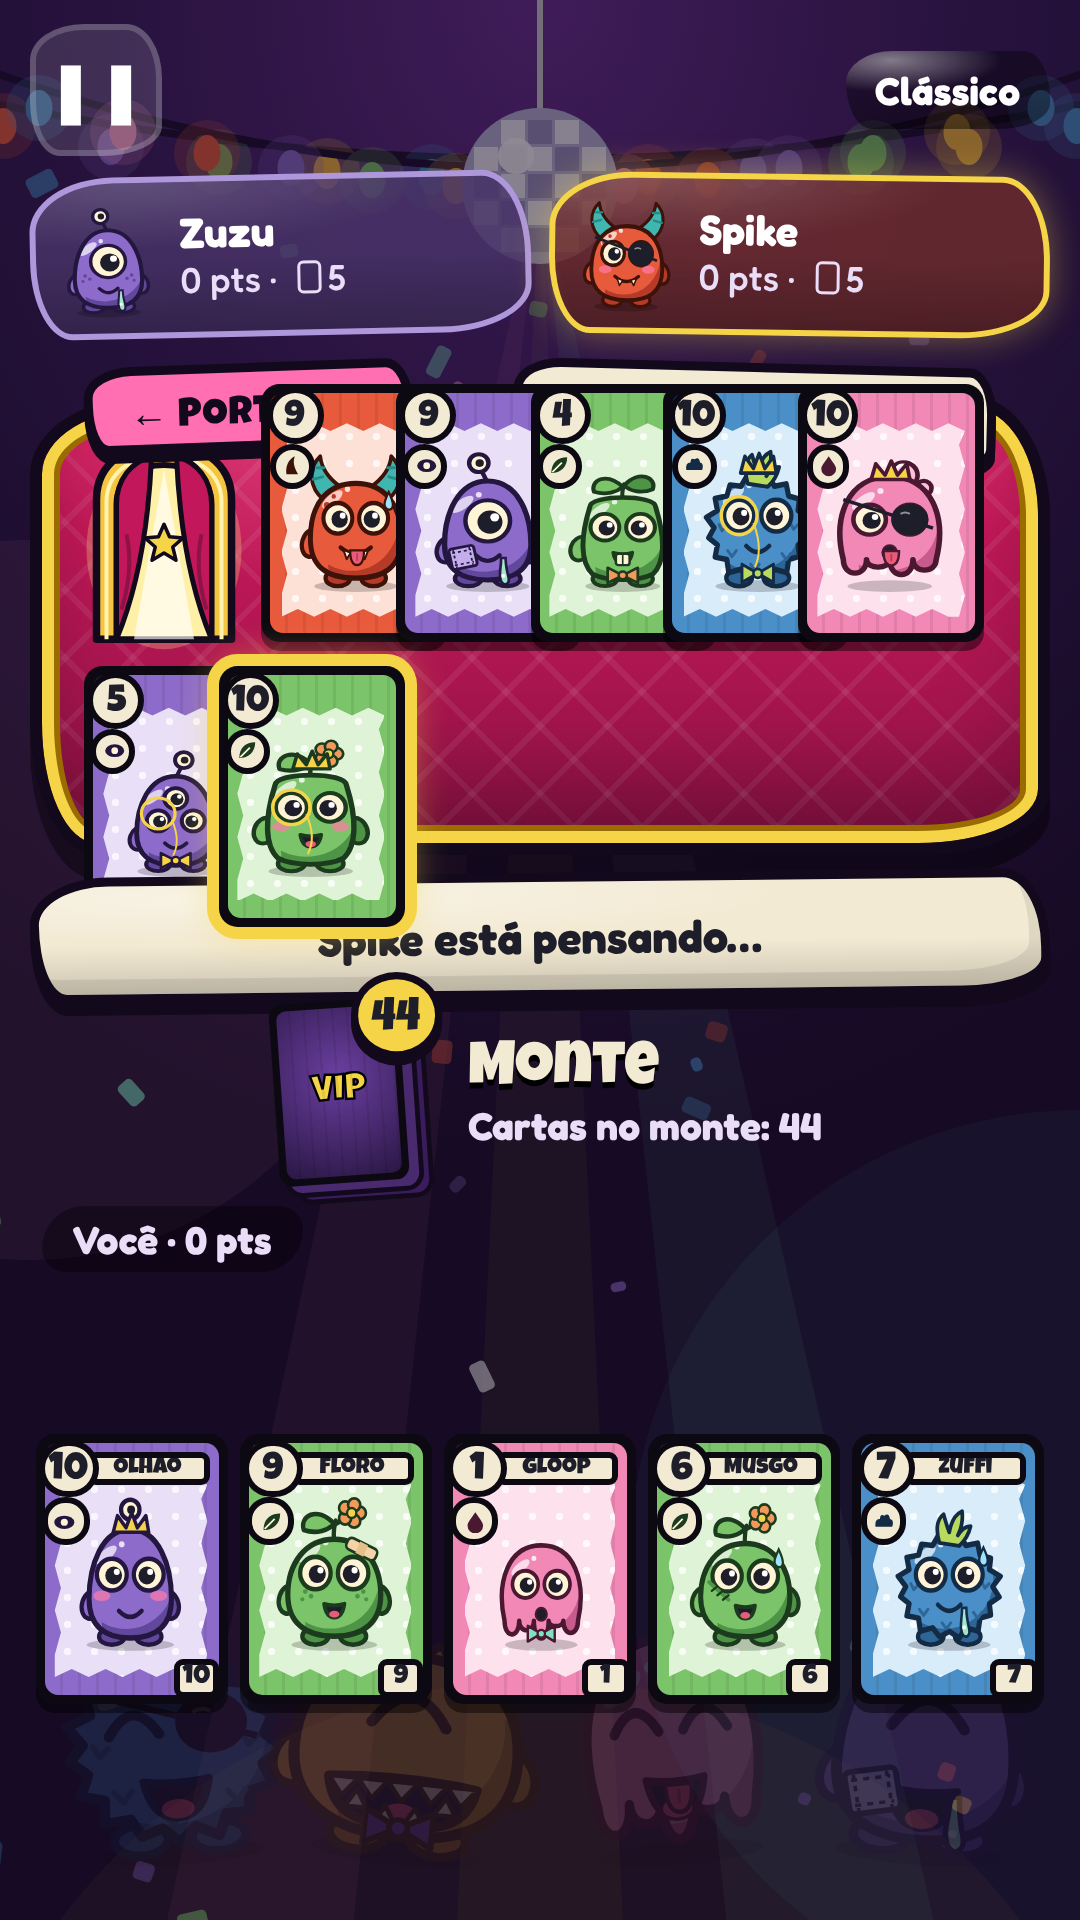 Clássico
Zuzu
0 pts · 5
Spike
0 pts · 5
← PORT
9
9
4
10
10
5
10
Spike está pensando...
44
VIP
Monte
Cartas no monte: 44
Você · 0 pts
10 OLHÃO
9 FLORO
1 GLOOP
6 MUSGO
7 ZUFFI
10
9
1
6
7